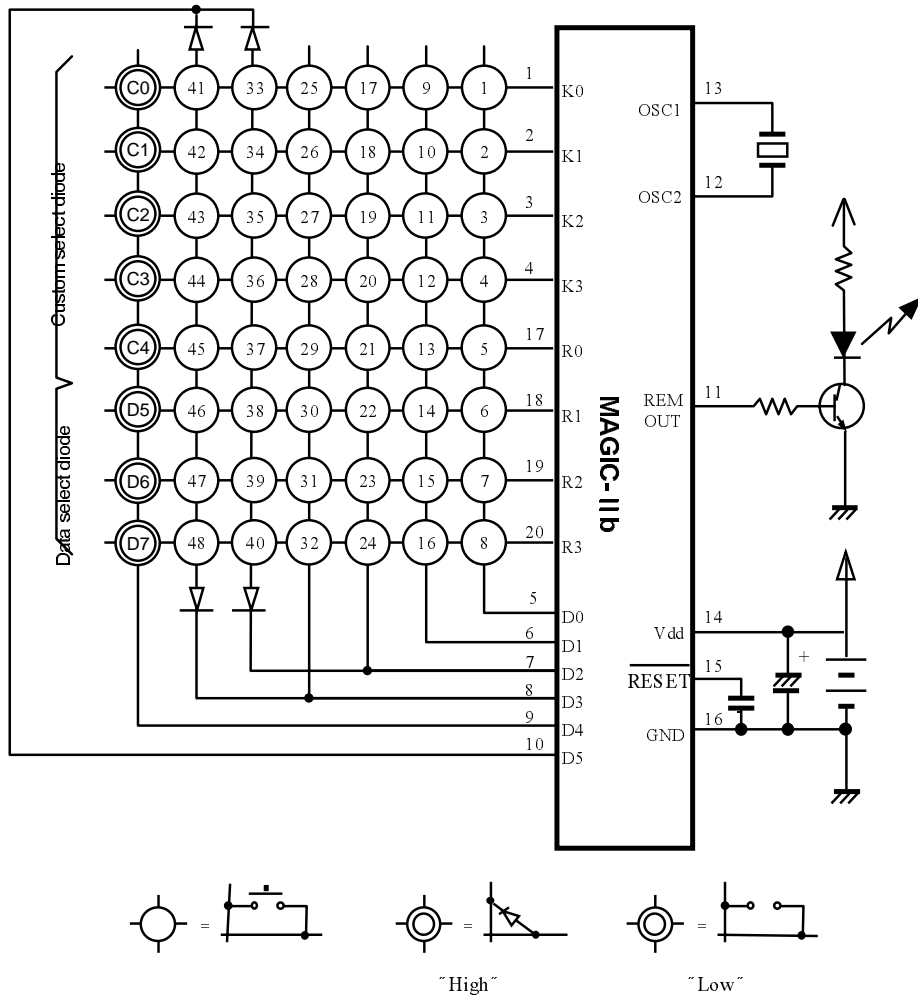 C0 41 33 25 17 9 1 1 K0
C1 42 34 26 18 10 2 2 K1
C2 43 35 27 19 11 3 3 K2
C3 44 36 28 20 12 4 4 K3
C4 45 37 29 21 13 5 17 R0
D5 46 38 30 22 14 6 18 R1
D6 47 39 31 23 15 7 19 R2
D7 48 40 32 24 16 8 20 R3
Custom select diode
Data select diode
5 D0
6 D1
7 D2
8 D3
9 D4
10 D5
MAGIC-IIb
OSC1 13
OSC2 12
REM 11
OUT
Vdd 14
+
RESET 15
GND 16
= = =
"High" "Low"